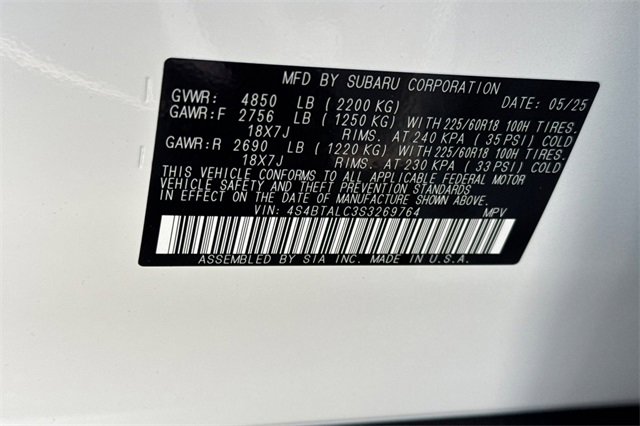 MFD BY SUBARU CORPORATION
GVWR: 4850 LB (2200 KG) DATE: 05/25
GAWR:F 2756 LB (1250 KG) WITH 225/60R18 100H TIRES.
18X7J RIMS. AT 240 KPA (35 PSI) COLD
GAWR:R 2690 LB (1220 KG) WITH 225/60R18 100H TIRES.
18X7J RIMS. AT 230 KPA (33 PSI) COLD
THIS VEHICLE CONFORMS TO ALL APPLICABLE FEDERAL MOTOR
VEHICLE SAFETY AND THEFT PREVENTION STANDARDS
IN EFFECT ON THE DATE OF MANUFACTURE SHOWN ABOVE.
VIN: 4S4BTALC3S3269764 MPV
ASSEMBLED BY SIA INC. MADE IN U.S.A.